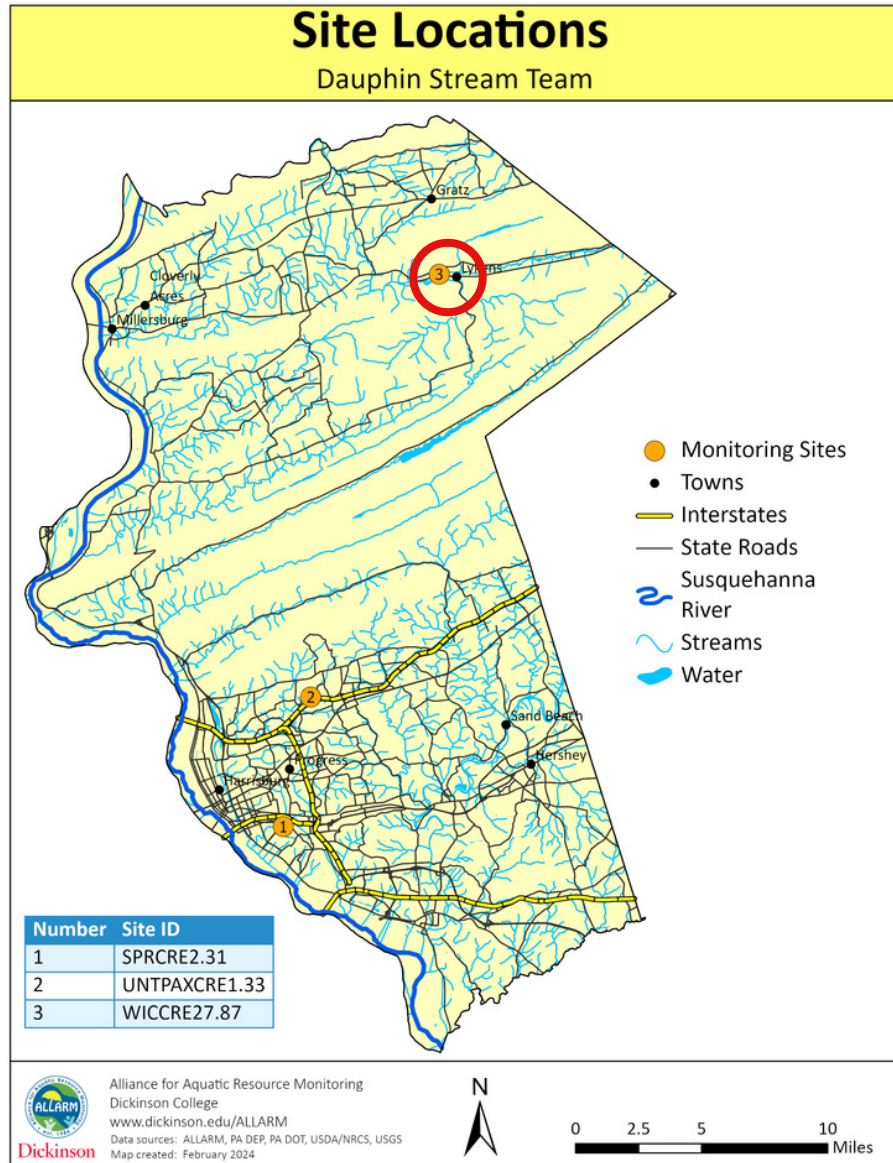 Site Locations
Dauphin Stream Team
Gratz
3
Lykens
Cloverly
Acres
Millersburg
Monitoring Sites
Towns
Interstates
State Roads
Susquehanna
River
Streams
Water
2
Sand Beach
Progress
Hershey
Harrisburg
1
Number Site ID
1 SPRCRE2.31
2 UNTPAXCRE1.33
3 WICCRE27.87
ALLARM
Dickinson
Alliance for Aquatic Resource Monitoring
Dickinson College
www.dickinson.edu/ALLARM
Data sources: ALLARM, PA DEP, PA DOT, USDA/NRCS, USGS
Map created: February 2024
N
0 2.5 5 10
Miles